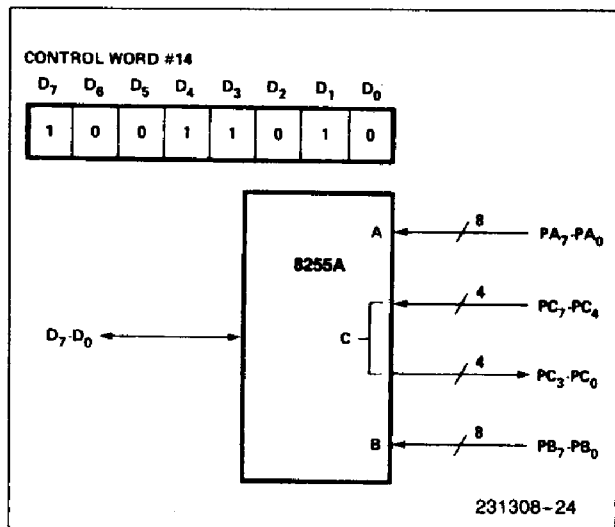 CONTROL WORD #14
D7 D6 D5 D4 D3 D2 D1 D0
1 0 0 1 1 0 1 0
A 8 PA7-PA0
8255A
4 PC7-PC4
D7-D0 C
4 PC3-PC0
B 8 PB7-PB0
231308-24